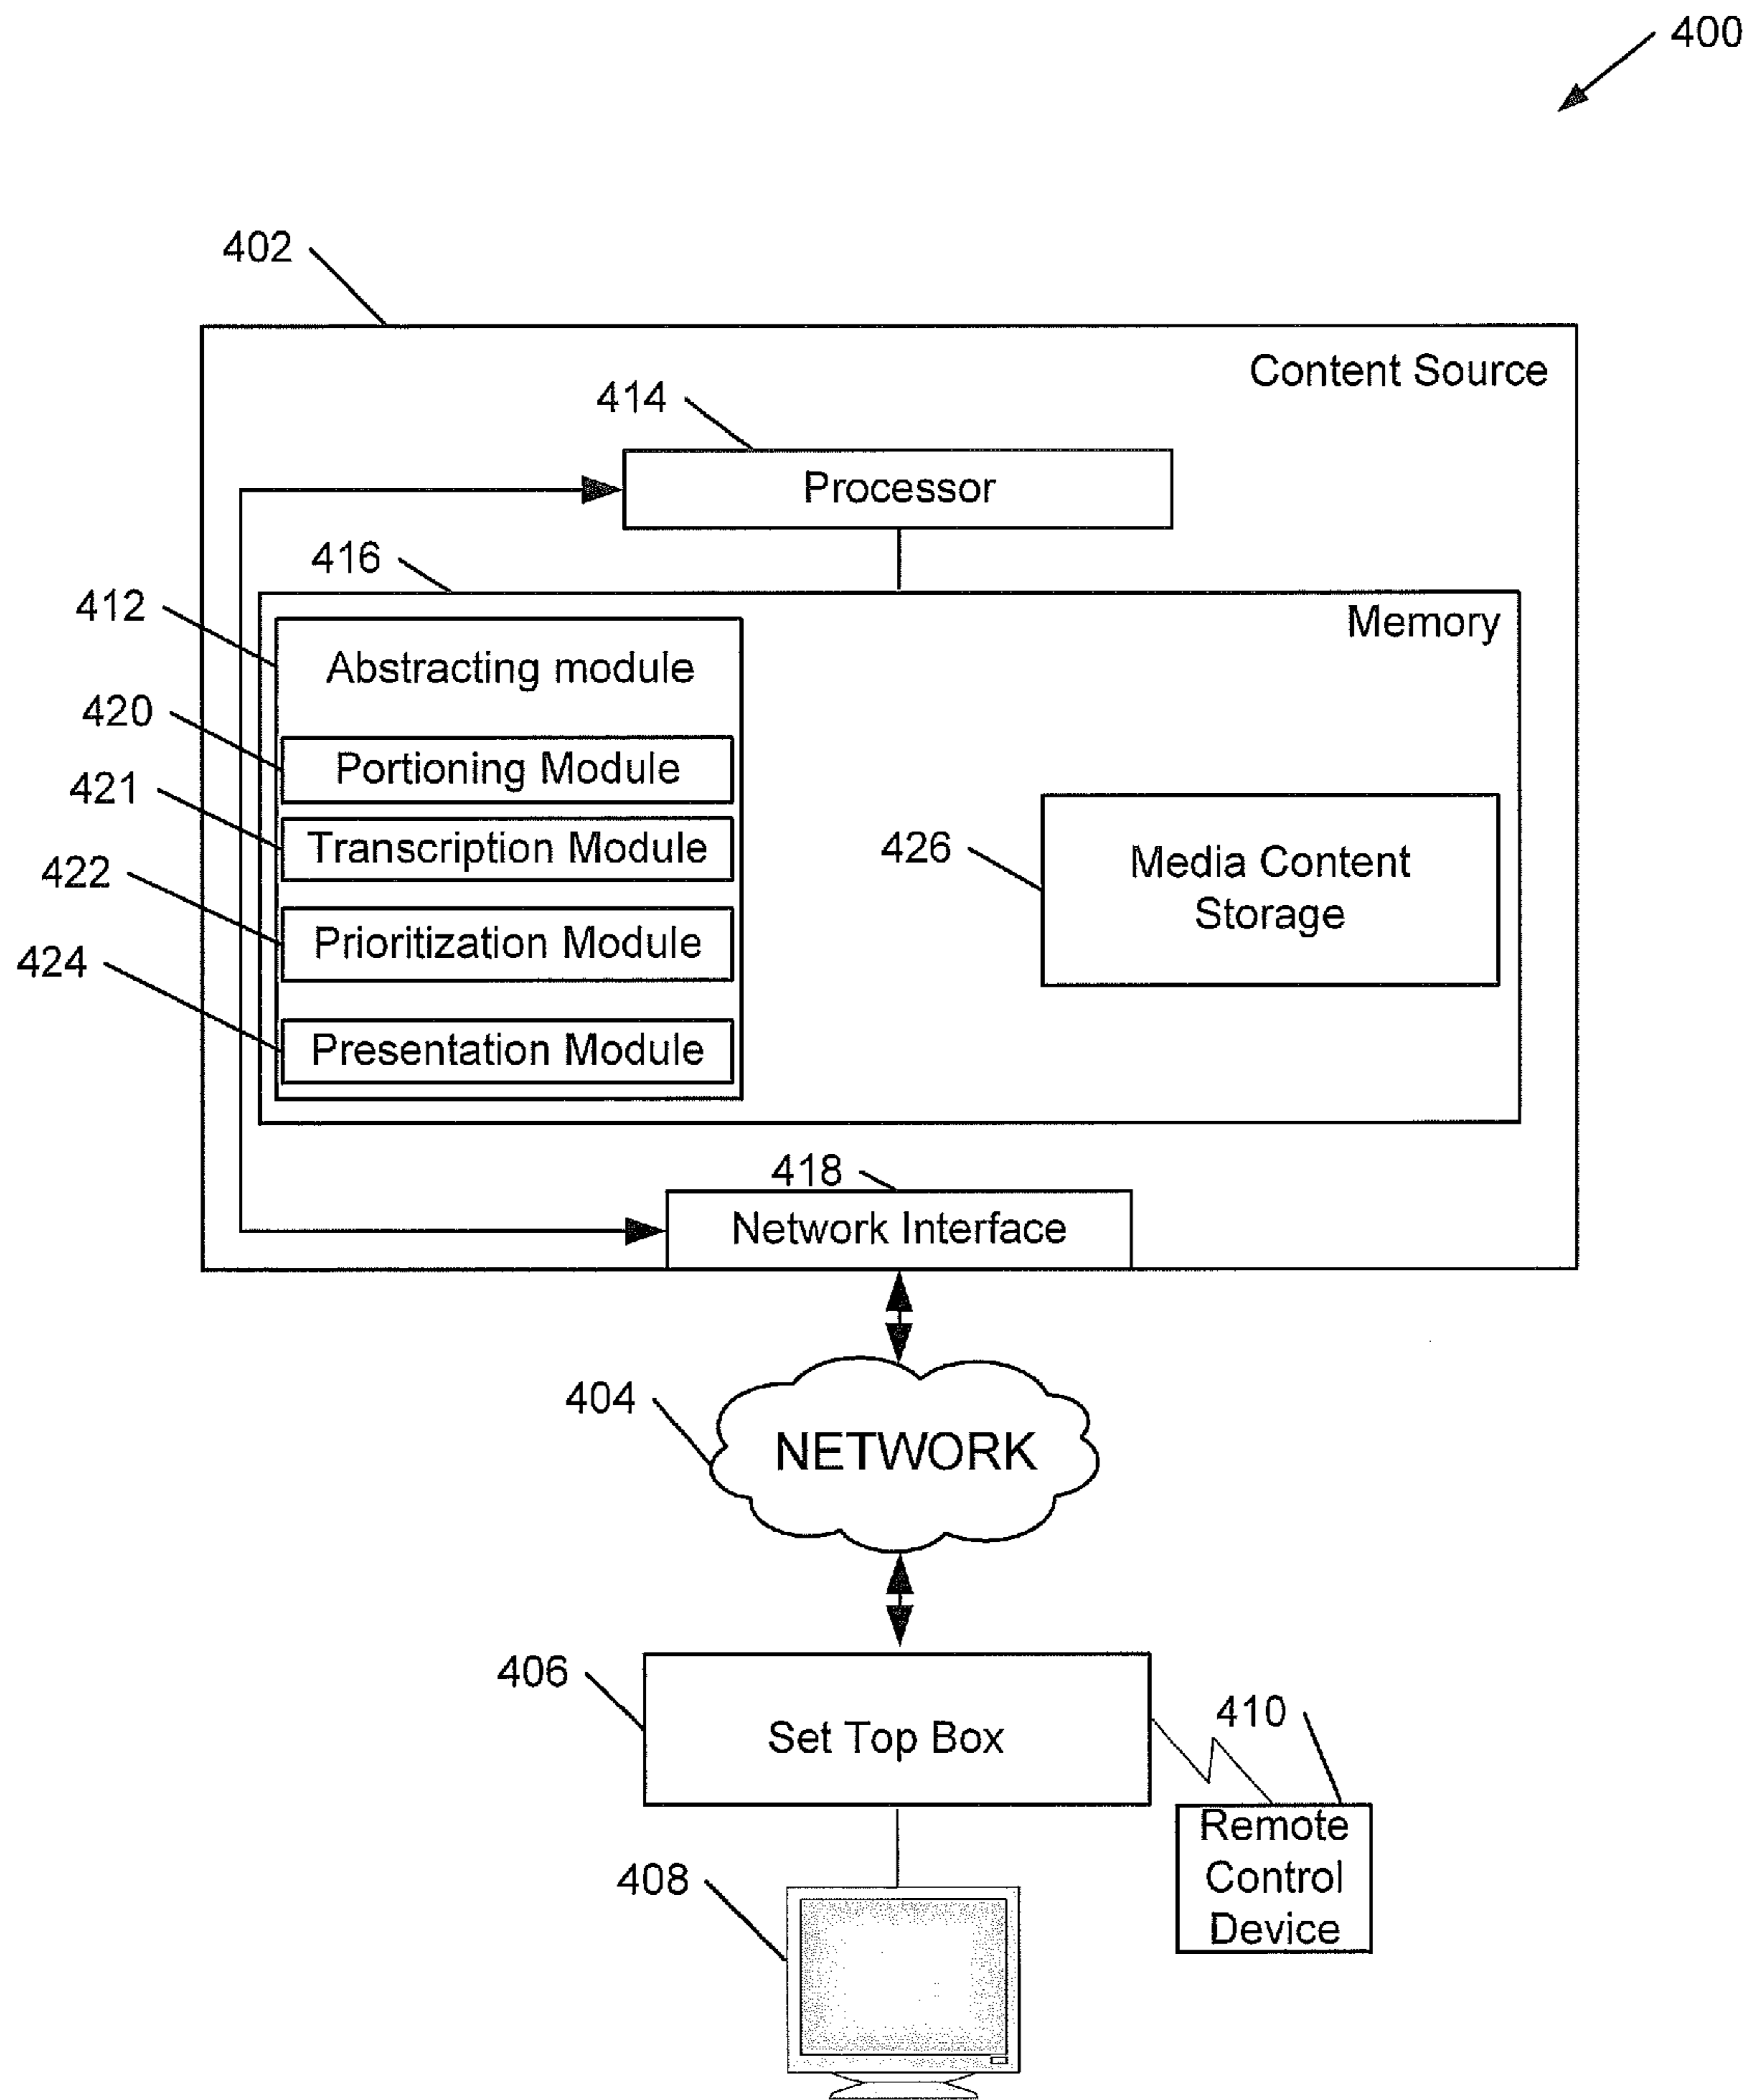 400
402
Content Source
414
Processor
416
Memory
412
Abstracting module
420
Portioning Module
421
Transcription Module
422
Prioritization Module
424
Presentation Module
426
Media Content
Storage
418
Network Interface
404
NETWORK
406
Set Top Box
410
Remote
Control
Device
408